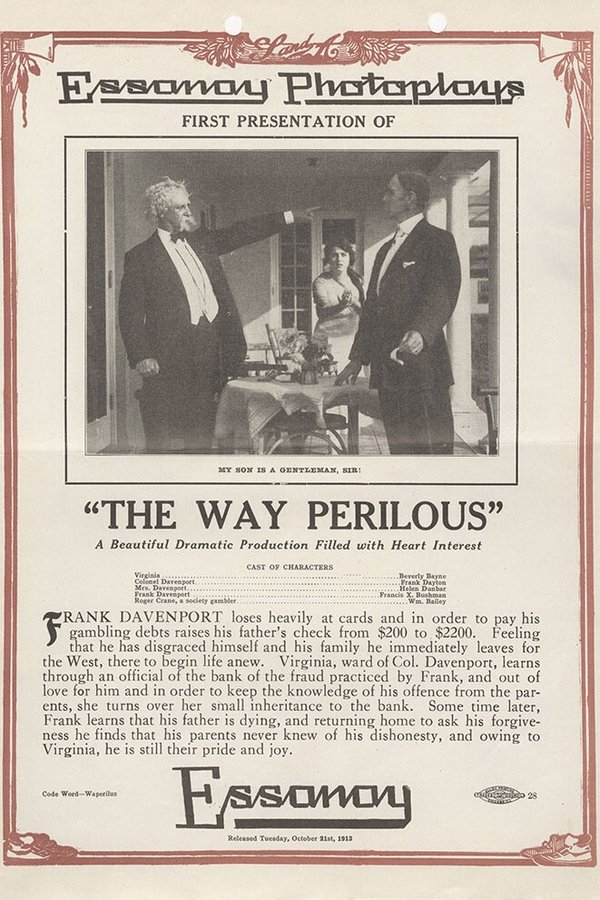 S and A
Essanay Photoplays
FIRST PRESENTATION OF
MY SON IS A GENTLEMAN, SIR!
“THE WAY PERILOUS”
A Beautiful Dramatic Production Filled with Heart Interest
CAST OF CHARACTERS
Virginia ........ Beverly Bayne
Colonel Davenport ........ Frank Dayton
Mrs. Davenport ........ Helen Dunbar
Frank Davenport ........ Francis X. Bushman
Roger Crane, a society gambler ........ Wm. Bailey
FRANK DAVENPORT loses heavily at cards and in order to pay his
gambling debts raises his father's check from $200 to $2200. Feeling
that he has disgraced himself and his family he immediately leaves for
the West, there to begin life anew. Virginia, ward of Col. Davenport, learns
through an official of the bank of the fraud practiced by Frank, and out of
love for him and in order to keep the knowledge of his offence from the par-
ents, she turns over her small inheritance to the bank. Some time later,
Frank learns that his father is dying, and returning home to ask his forgive-
ness he finds that his parents never knew of his dishonesty, and owing to
Virginia, he is still their pride and joy.
Essanay
Code Word—Waperilus
28
Released Tuesday, October 21st, 1913